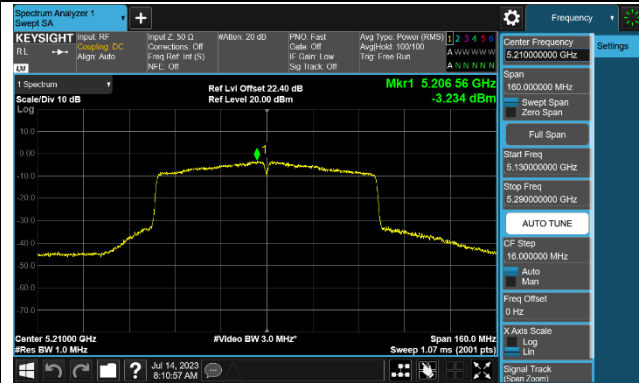 Spectrum Analyzer 1
Swept SA
Frequency
KEYSIGHT
RL
LXI
Input: RF
Coupling: DC
Align: Auto
Input Z: 50 Ω
Corrections: Off
Freq Ref: Int (S)
NFE: Off
#Atten: 20 dB
PNO: Fast
Gate: Off
IF Gain: Low
Sig Track: Off
Avg Type: Power (RMS)
Avg|Hold: 100/100
Trig: Free Run
1 2 3 4 5 6
A W W W W W
A N N N N N
1 Spectrum
Scale/Div 10 dB
Log
Ref Lvl Offset 22.40 dB
Ref Level 20.00 dBm
Mkr1 5.206 56 GHz
-3.234 dBm
10.0
0.00
-10.0
-20.0
-30.0
-40.0
-50.0
-60.0
-70.0
1
Center 5.21000 GHz
#Res BW 1.0 MHz
#Video BW 3.0 MHz*
Span 160.0 MHz
Sweep 1.07 ms (2001 pts)
Jul 14, 2023
8:10:57 AM
Center Frequency
5.210000000 GHz
Settings
Span
160.000000 MHz
Swept Span
Zero Span
Full Span
Start Freq
5.130000000 GHz
Stop Freq
5.290000000 GHz
AUTO TUNE
CF Step
16.000000 MHz
Auto
Man
Freq Offset
0 Hz
X Axis Scale
Log
Lin
Signal Track
(Span Zoom)